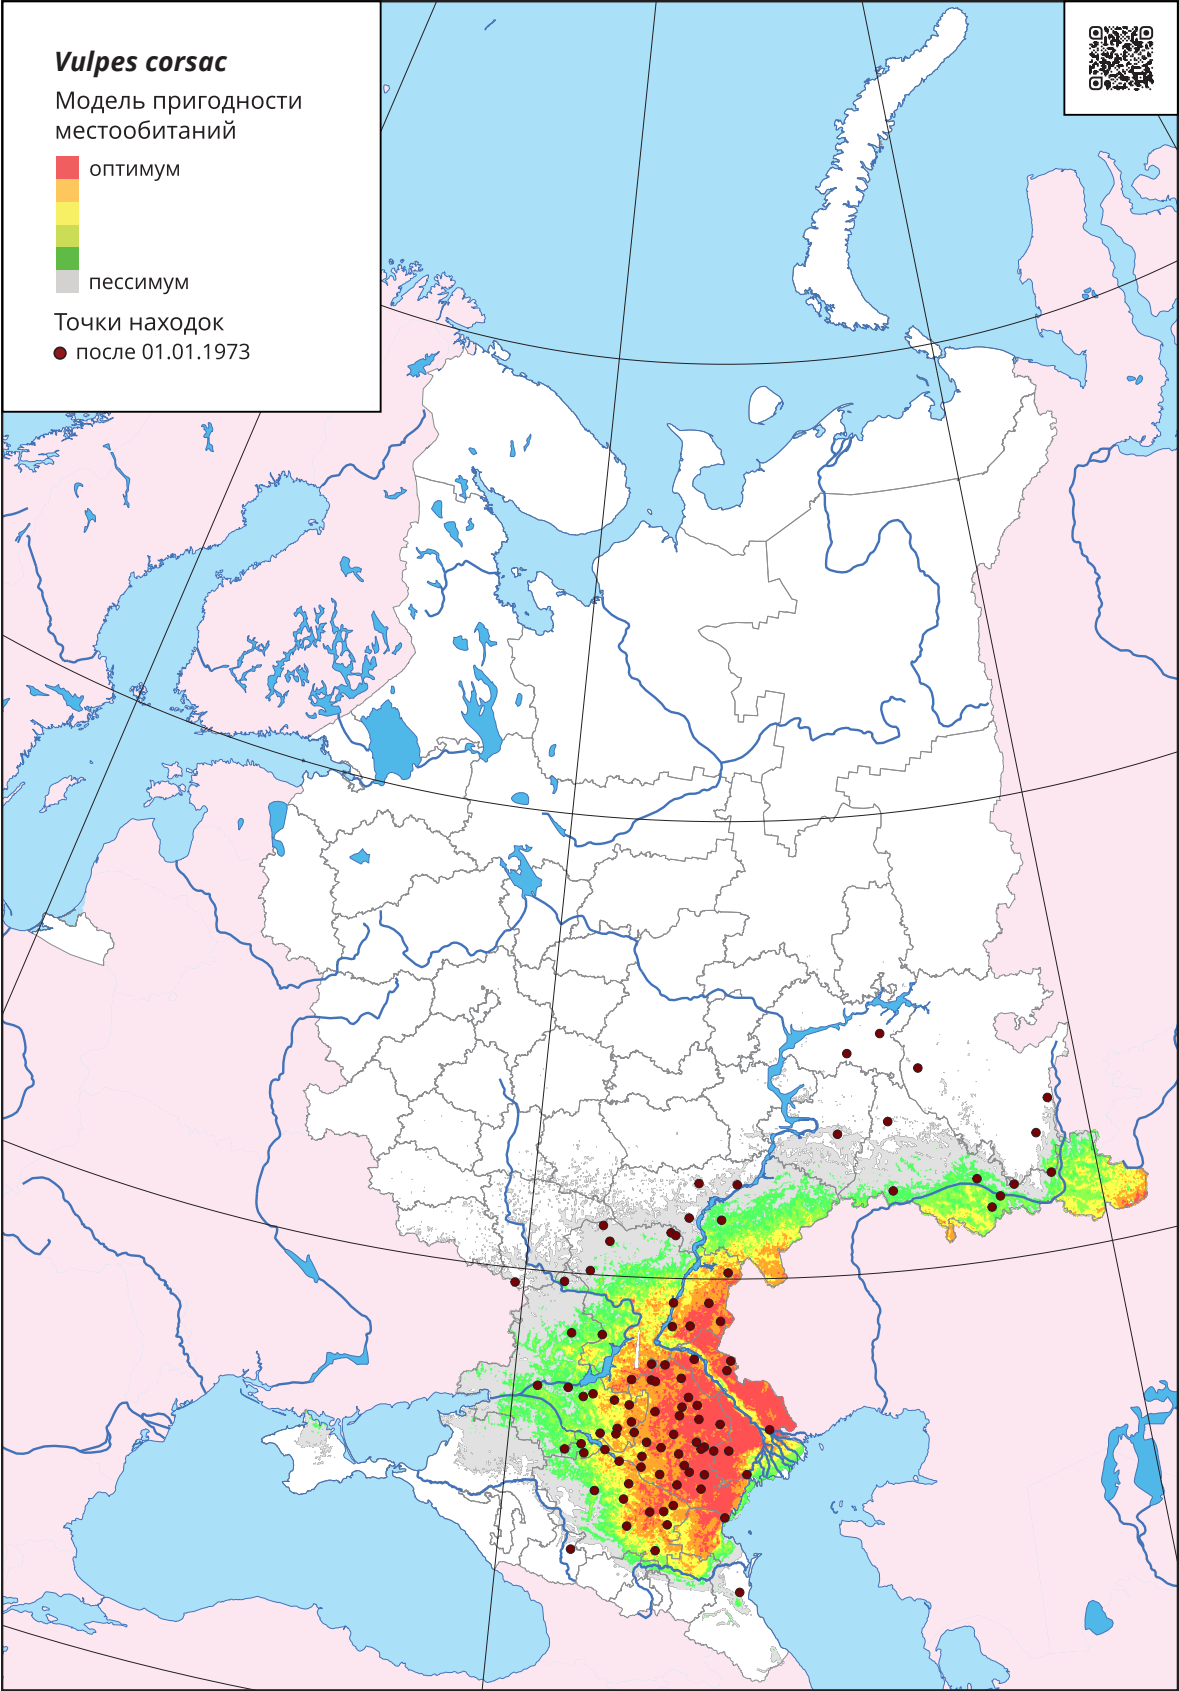 Vulpes corsac
Модель пригодности
местообитаний
оптимум
пессимум
Точки находок
после 01.01.1973